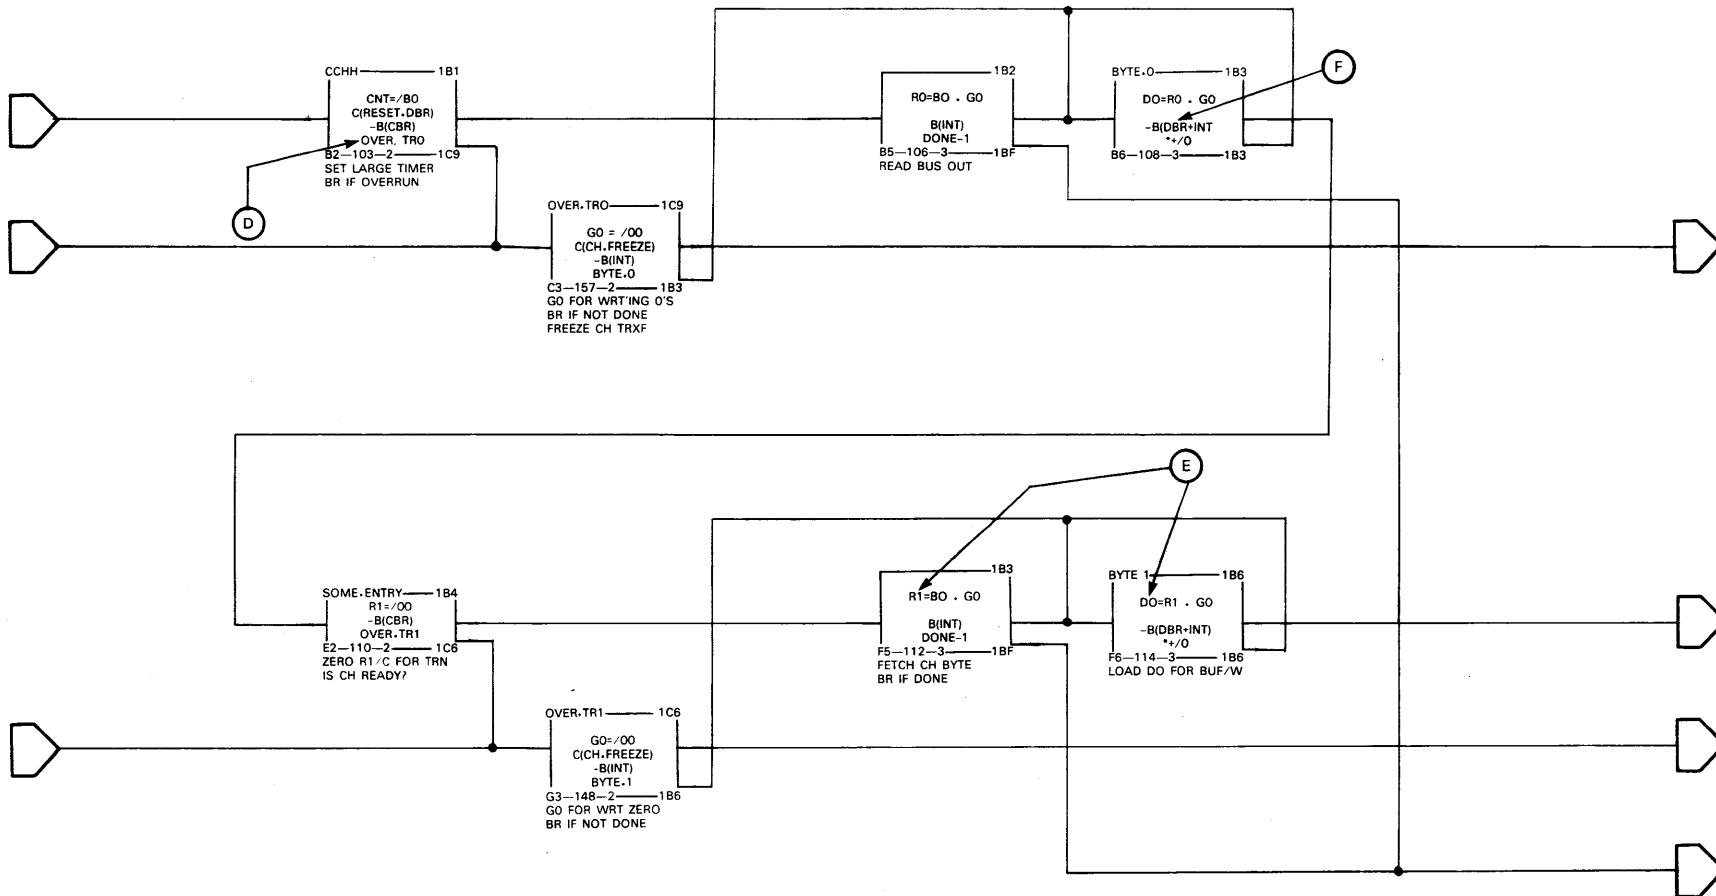 CCHH 1B1
CNT=/B0
C(RESET.DBR)
-B(CBR)
OVER. TR0
B2—103—2 1C9
SET LARGE TIMER
BR IF OVERRUN
D
OVER.TR0 1C9
G0 = /00
C(CH.FREEZE)
-B(INT)
BYTE.0
C3—157—2 1B3
G0 FOR WRT'ING 0'S
BR IF NOT DONE
FREEZE CH TRXF
1B2
R0=BO . G0
B(INT)
DONE-1
B5—106—3 1BF
READ BUS OUT
BYTE.0 1B3
DO=R0 . G0
-B(DBR+INT
*+/0
B6—108—3 1B3
F
SOME.ENTRY 1B4
R1=/00
-B(CBR)
OVER.TR1
E2—110—2 1C6
ZERO R1/C FOR TRN
IS CH READY?
OVER.TR1 1C6
G0=/00
C(CH.FREEZE)
-B(INT)
BYTE.1
G3—148—2 1B6
G0 FOR WRT ZERO
BR IF NOT DONE
E
1B3
R1=BO . G0
B(INT)
DONE-1
F5—112—3 1BF
FETCH CH BYTE
BR IF DONE
BYTE 1 1B6
DO=R1 . G0
-B(DBR+INT)
*+/0
F6—114—3 1B6
LOAD DO FOR BUF/W